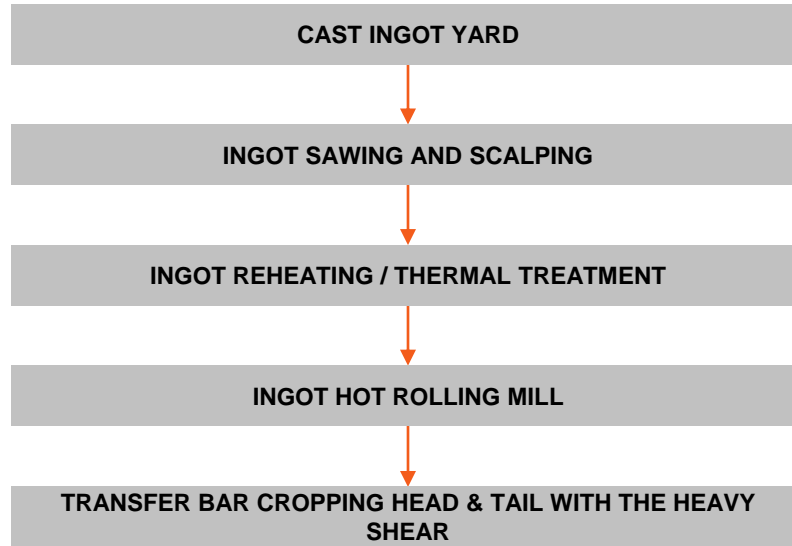 CAST INGOT YARD
INGOT SAWING AND SCALPING
INGOT REHEATING / THERMAL TREATMENT
INGOT HOT ROLLING MILL
TRANSFER BAR CROPPING HEAD & TAIL WITH THE HEAVY
SHEAR